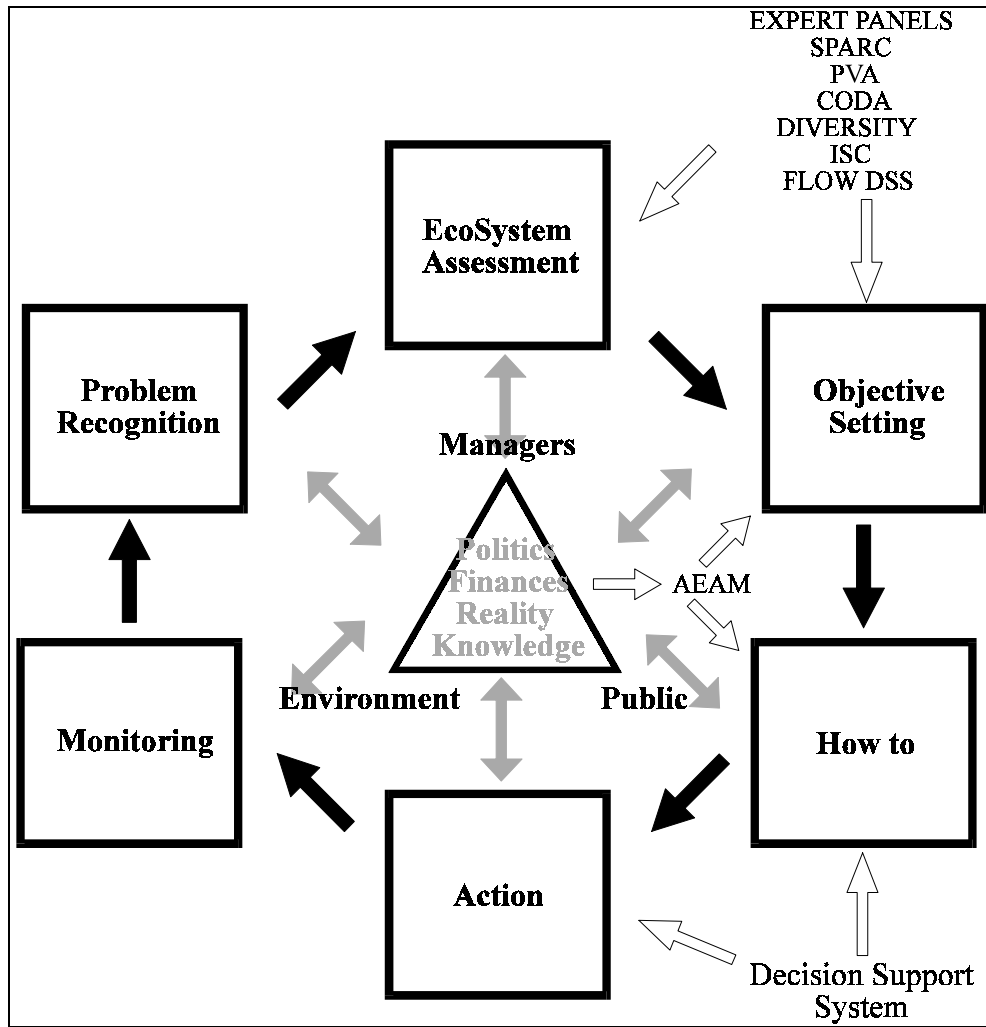 EXPERT PANELS
SPARC
PVA
CODA
DIVERSITY
ISC
FLOW DSS
EcoSystem
Assessment
Problem
Recognition
Objective
Setting
Managers
Politics
Finances
Reality
Knowledge
AEAM
Environment
Public
Monitoring
How to
Action
Decision Support
System